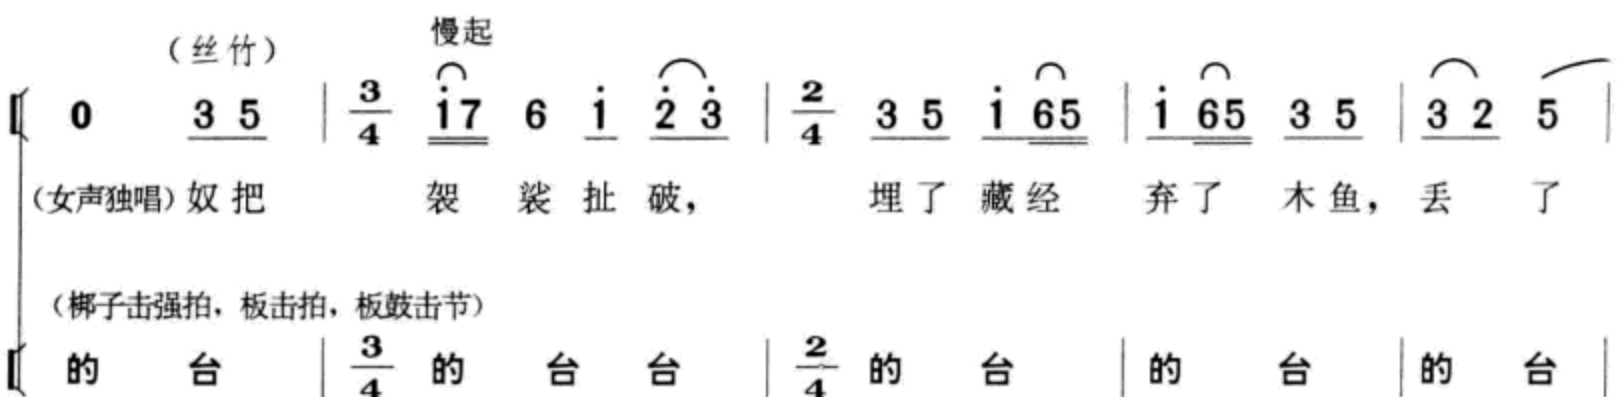 慢起
（丝竹）
0 3 5 | 3/4 i̇7 6 i̇ 2̇ 3̇ | 2/4 3 5 i̇ 65 | i̇ 65 3 5 | 3 2 5 |
（女声独唱）奴把 袈 裟 扯 破， 埋了 藏经 弃了 木鱼，丢 了
（梆子击强拍，板击拍，板鼓击节）
的 台 | 3/4 的 台 台 | 2/4 的 台 | 的 台 | 的 台 |